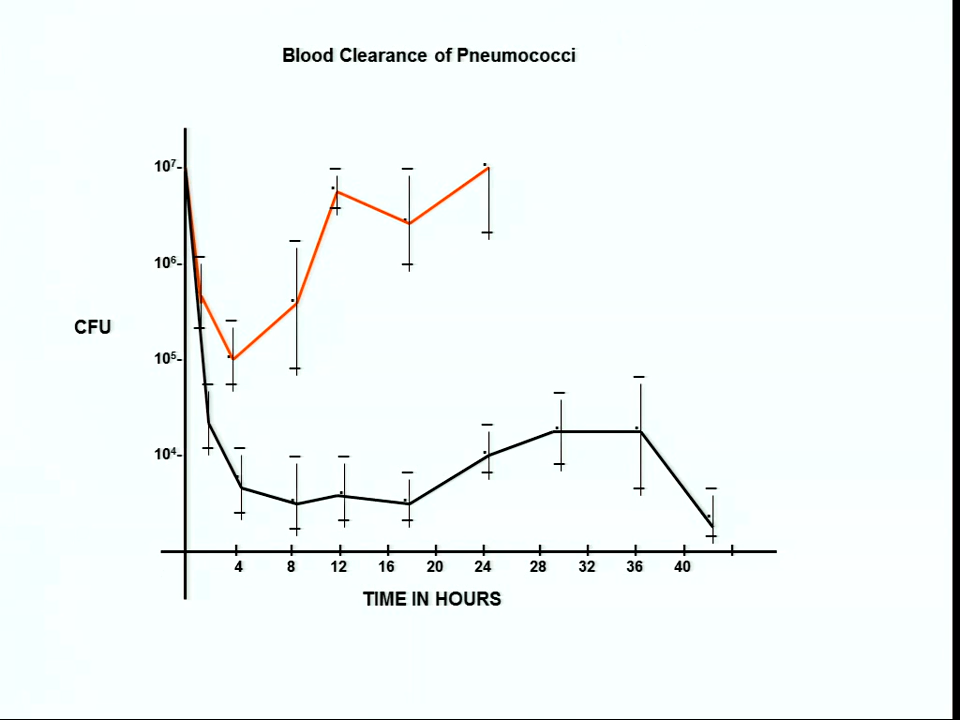 Blood Clearance of Pneumococci
10⁷
10⁶
CFU
10⁵
10⁴
4 8 12 16 20 24 28 32 36 40
TIME IN HOURS